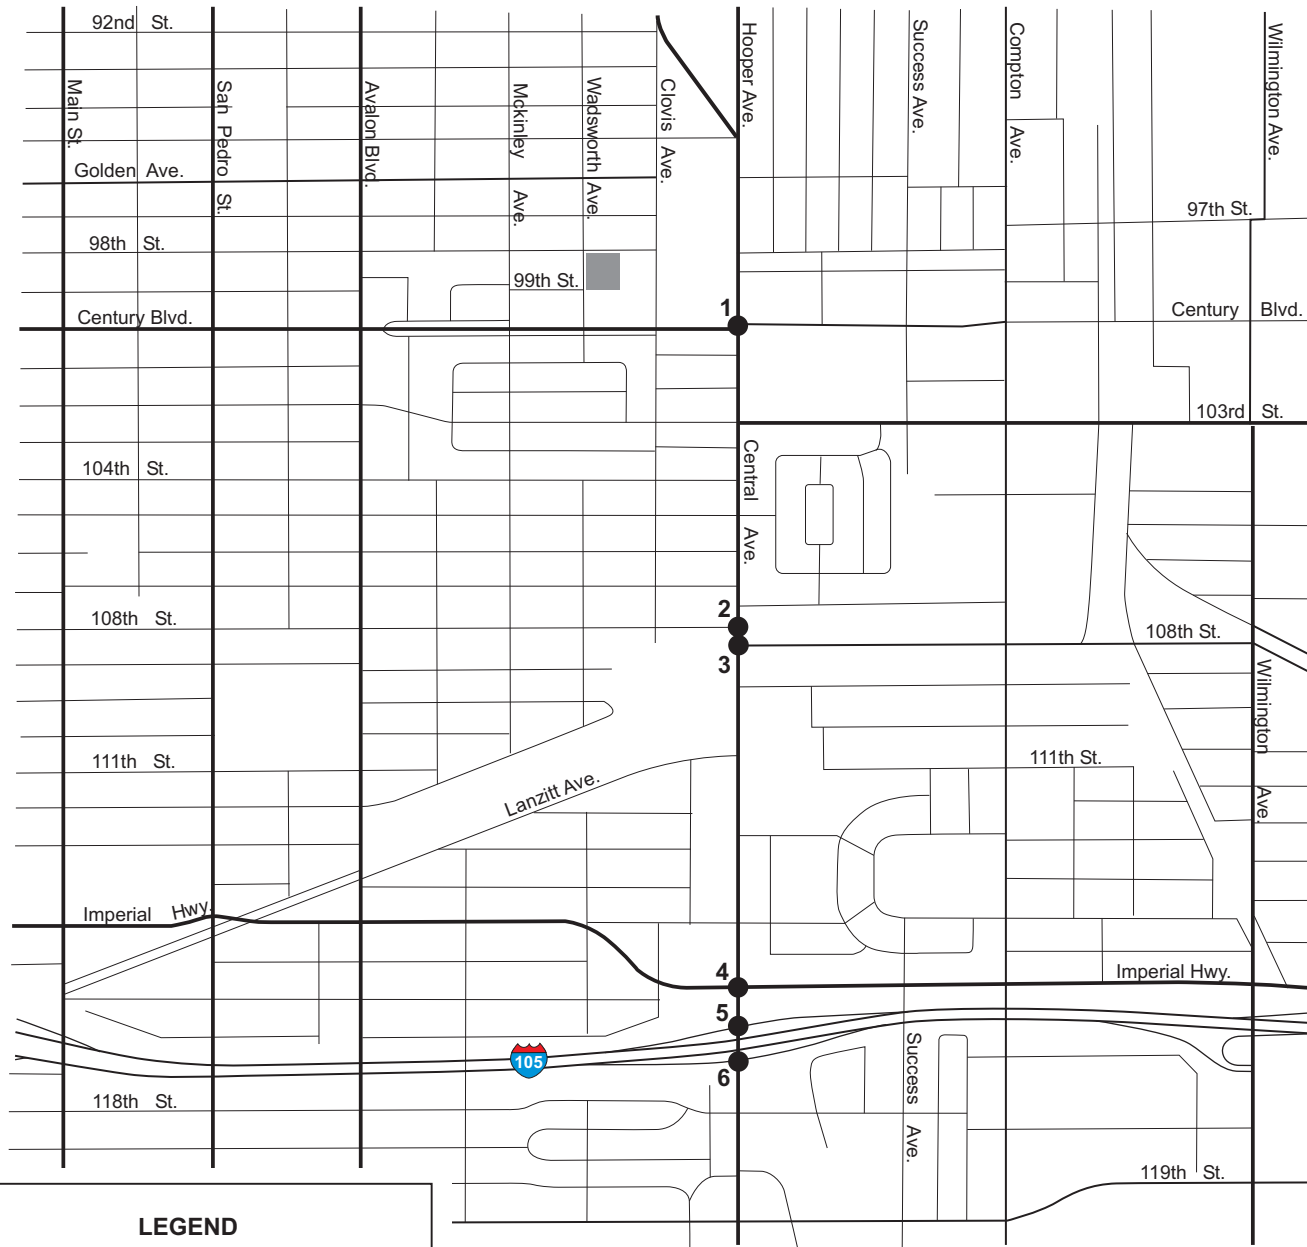 92nd St.
Main St.
San Pedro St.
Avalon Blvd.
Mckinley Ave.
Wadsworth Ave.
Clovis Ave.
Hooper Ave.
Success Ave.
Compton Ave.
Wilmington Ave.
Golden Ave.
97th St.
98th St.
99th St.
Century Blvd.
1
Century Blvd.
103rd St.
104th St.
Central Ave.
2
108th St.
108th St.
3
Wilmington Ave.
111th St.
111th St.
Lanzitt Ave.
Imperial Hwy.
4
Imperial Hwy.
5
105
6
Success Ave.
118th St.
119th St.
LEGEND